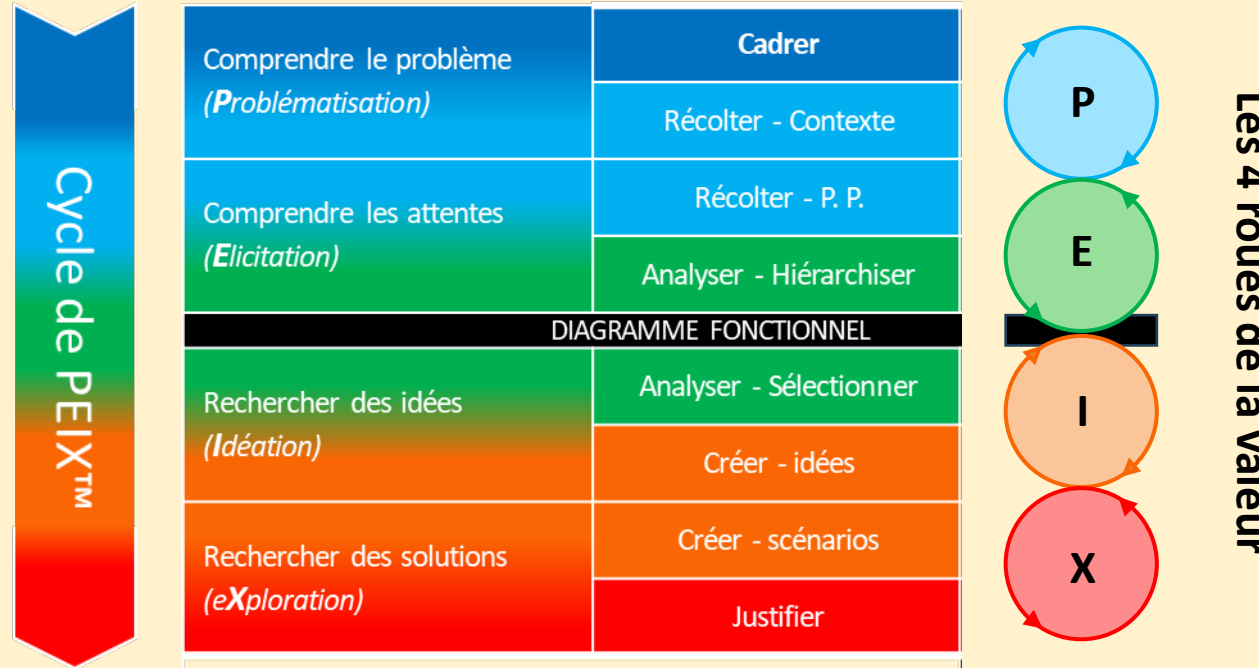 Cycle de PEIX™
Comprendre le problème
(Problématisation)
Cadrer
Récolter - Contexte
Comprendre les attentes
(Elicitation)
Récolter - P. P.
Analyser - Hiérarchiser
DIAGRAMME FONCTIONNEL
Rechercher des idées
(Idéation)
Analyser - Sélectionner
Créer - idées
Rechercher des solutions
(eXploration)
Créer - scénarios
Justifier
P
E
I
X
Les 4 roues de la valeur